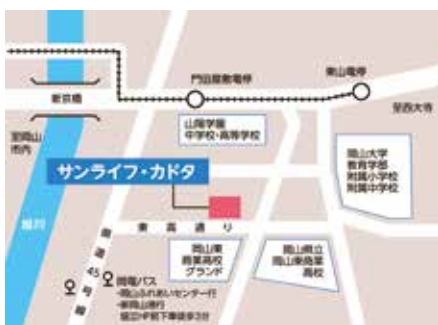 門田屋敷電停
東山電停
新京橋
至西大寺
山陽学園
中学校・高等学校
至岡山
市内
岡山大学
教育学部
附属小学校
附属中学校
サンライフ・カドタ
旭川
東高通り
国道45号線
岡山東
商業高校
グランド
岡山県立
岡山東商業
高校
岡電バス
・岡山ふれあいセンター行
・新岡山港行